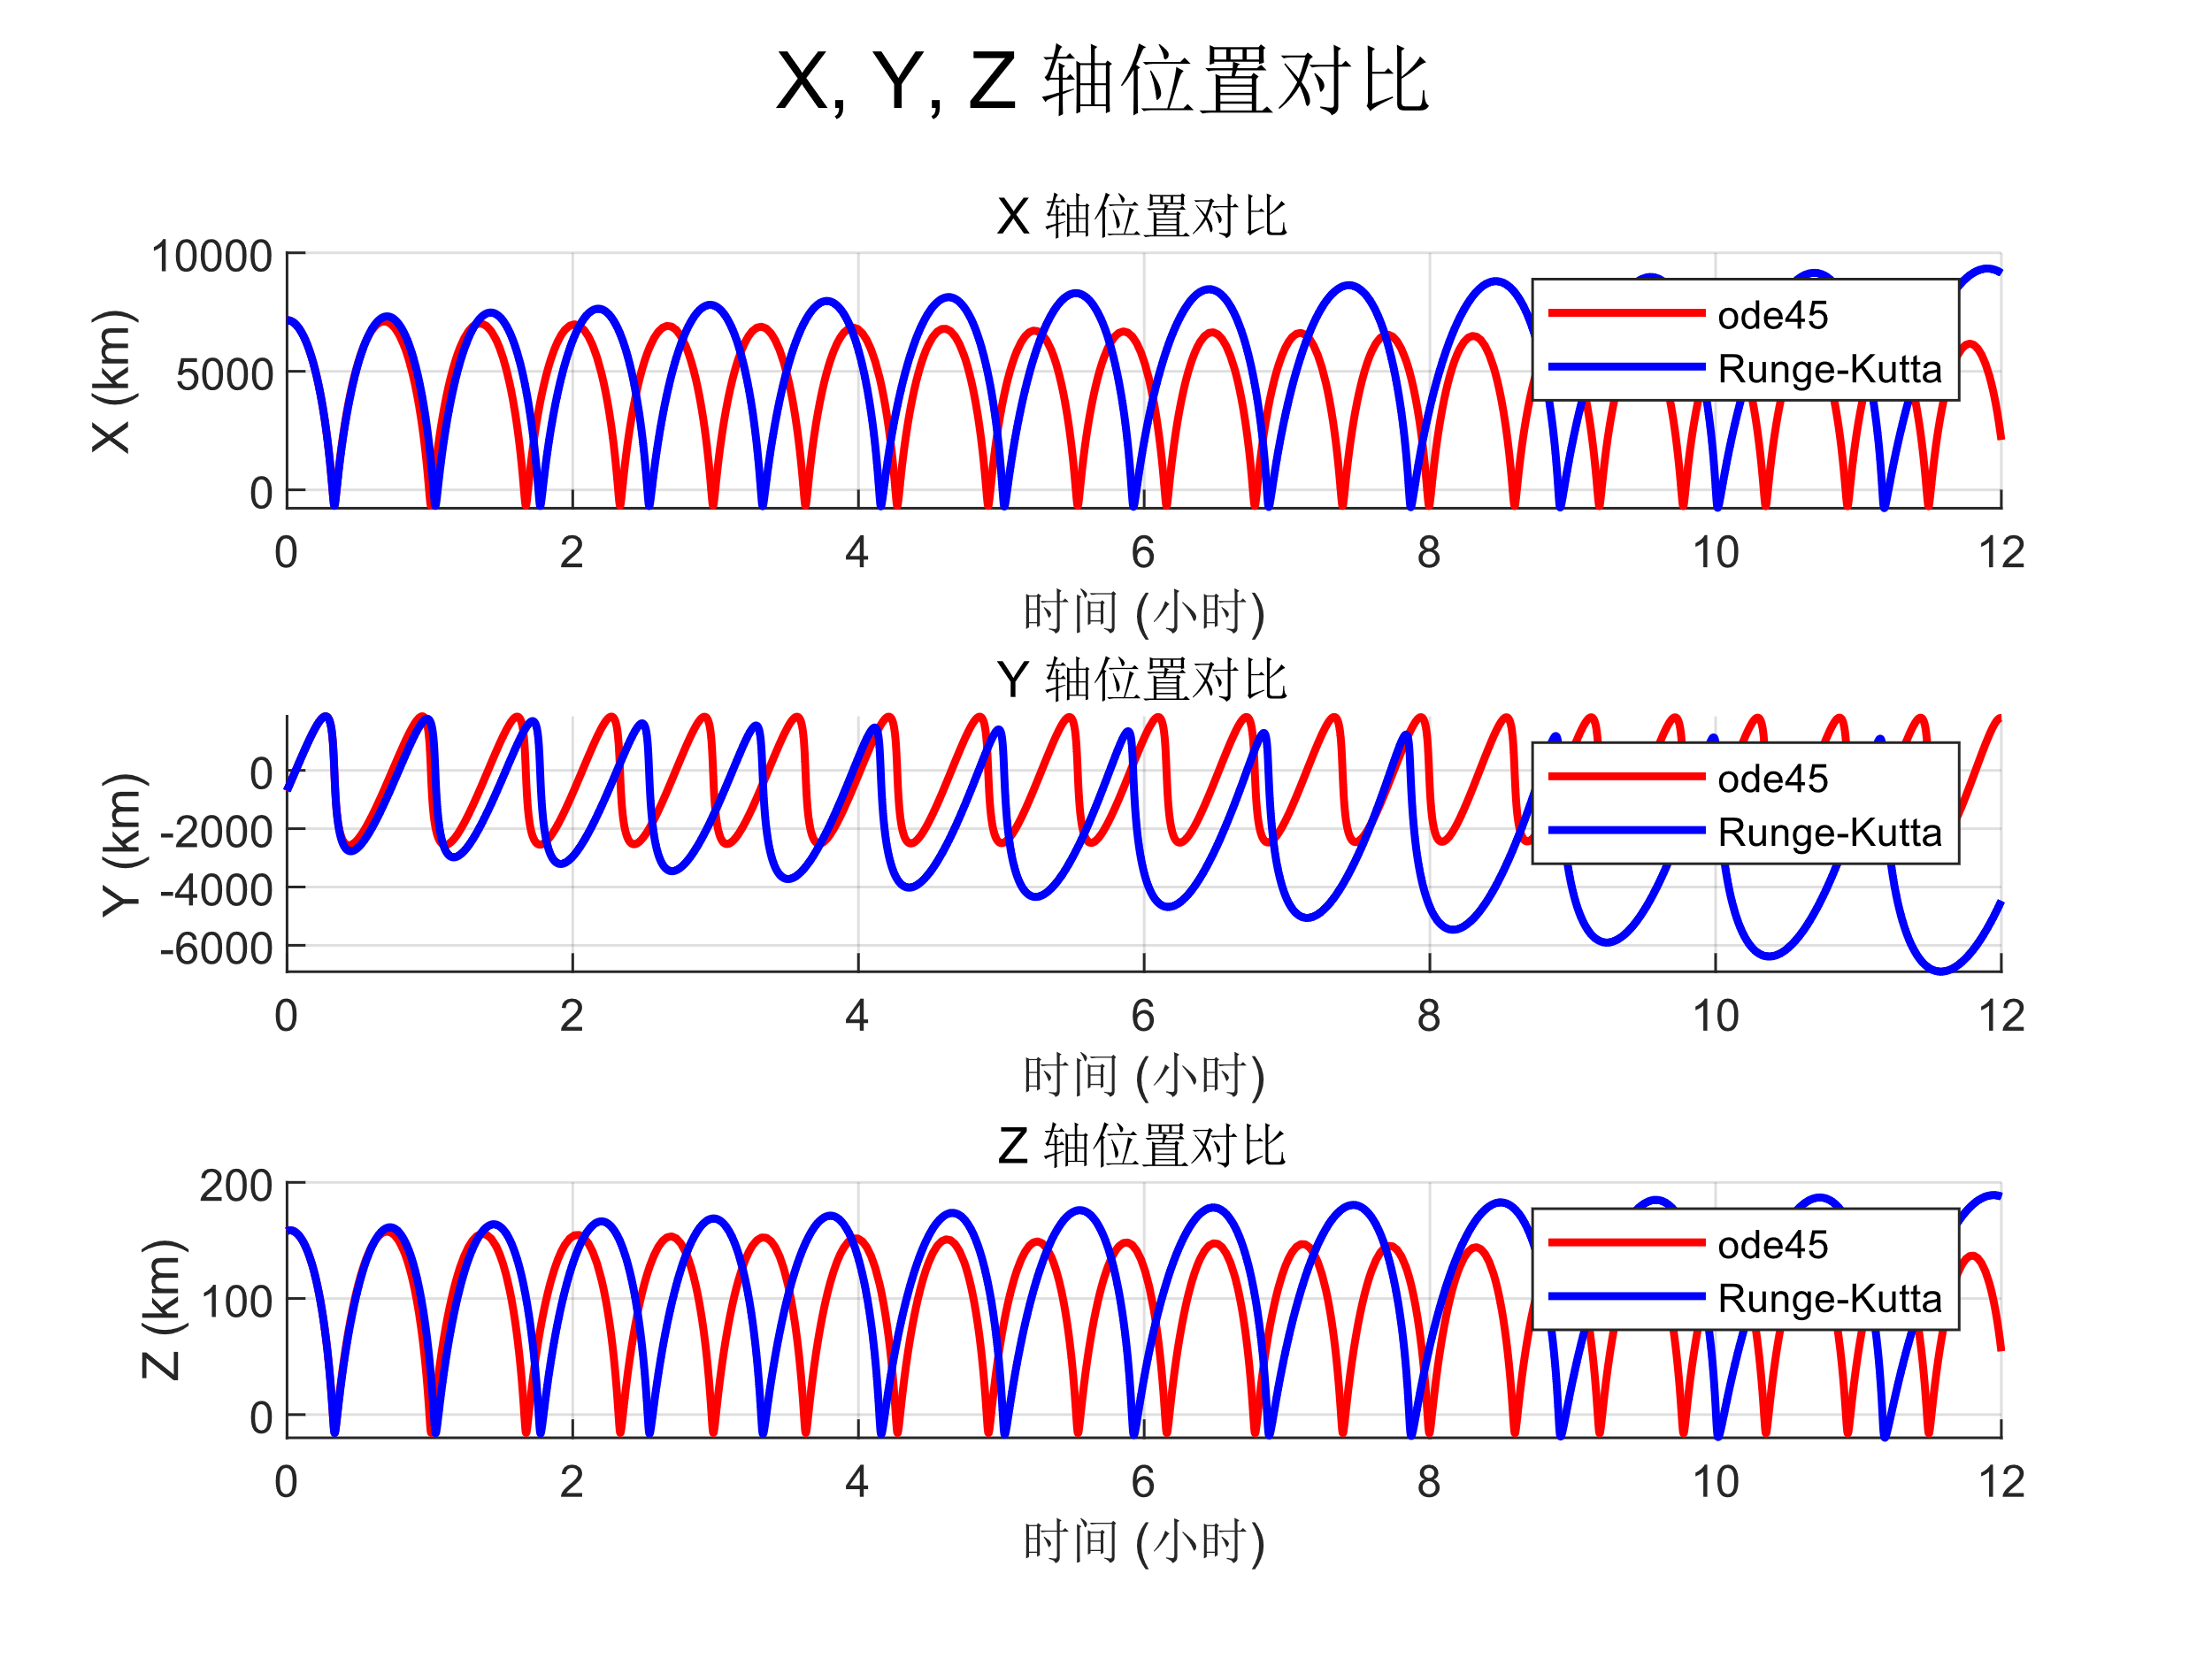 X, Y, Z 轴位置对比
X 轴位置对比
10000
5000
0
X (km)
ode45
Runge-Kutta
0 2 4 6 8 10 12
时间 (小时)
Y 轴位置对比
0
-2000
-4000
-6000
Y (km)
ode45
Runge-Kutta
0 2 4 6 8 10 12
时间 (小时)
Z 轴位置对比
200
100
0
Z (km)
ode45
Runge-Kutta
0 2 4 6 8 10 12
时间 (小时)